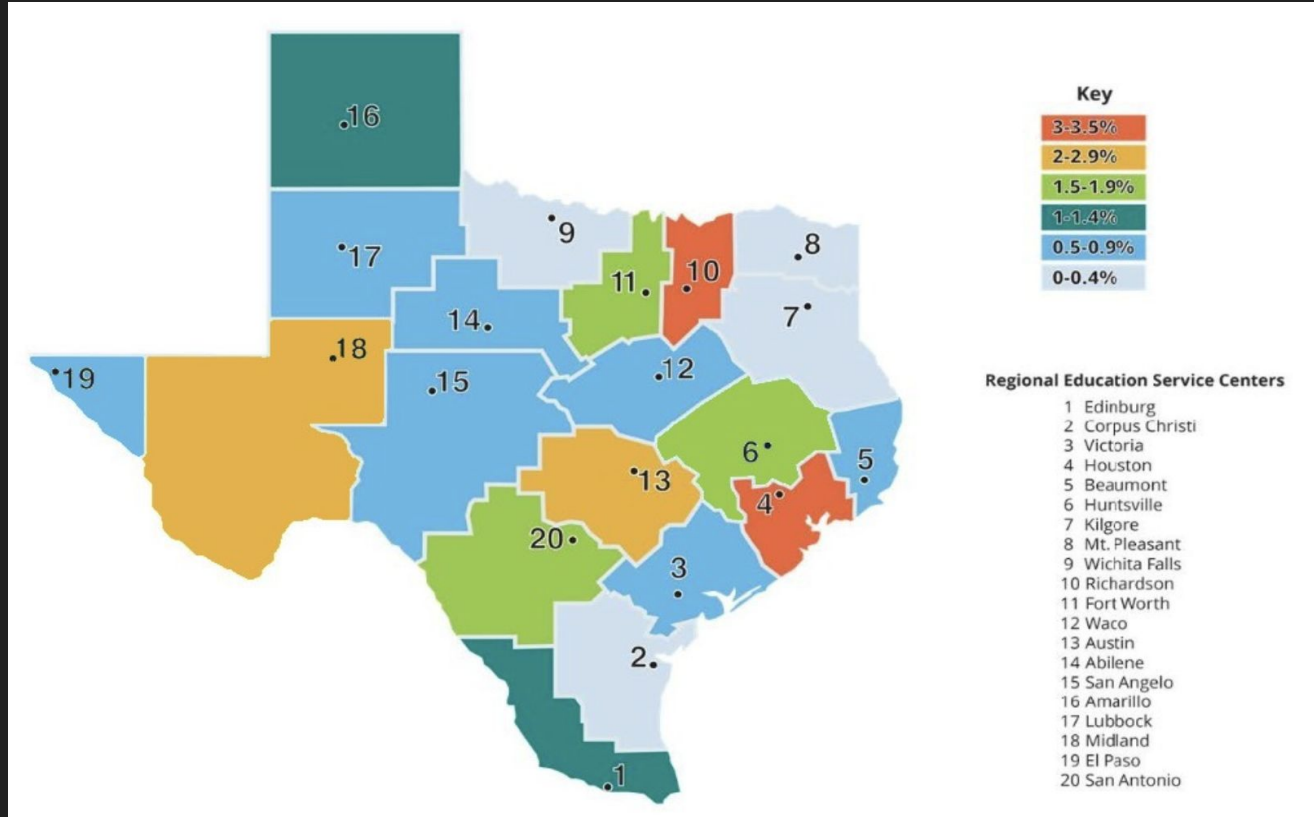 16
17
9
11
10
8
7
14
18
19
15
12
6
5
13
4
20
3
2
1
Key
3-3.5%
2-2.9%
1.5-1.9%
1-1.4%
0.5-0.9%
0-0.4%
Regional Education Service Centers
1 Edinburg
2 Corpus Christi
3 Victoria
4 Houston
5 Beaumont
6 Huntsville
7 Kilgore
8 Mt. Pleasant
9 Wichita Falls
10 Richardson
11 Fort Worth
12 Waco
13 Austin
14 Abilene
15 San Angelo
16 Amarillo
17 Lubbock
18 Midland
19 El Paso
20 San Antonio